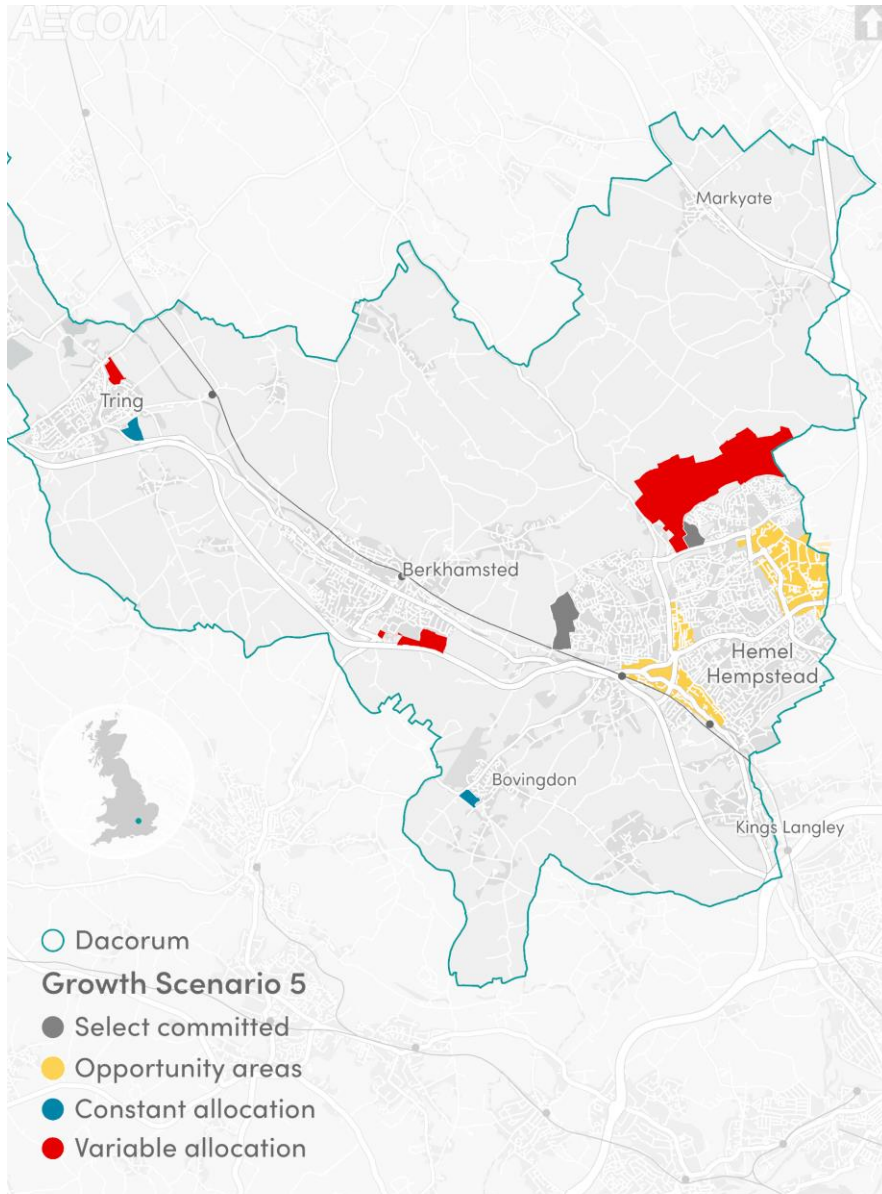 AECOM
Markyate
Tring
Berkhamsted
Hemel
Hempstead
Bovingdon
Kings Langley
Dacorum
Growth Scenario 5
Select committed
Opportunity areas
Constant allocation
Variable allocation